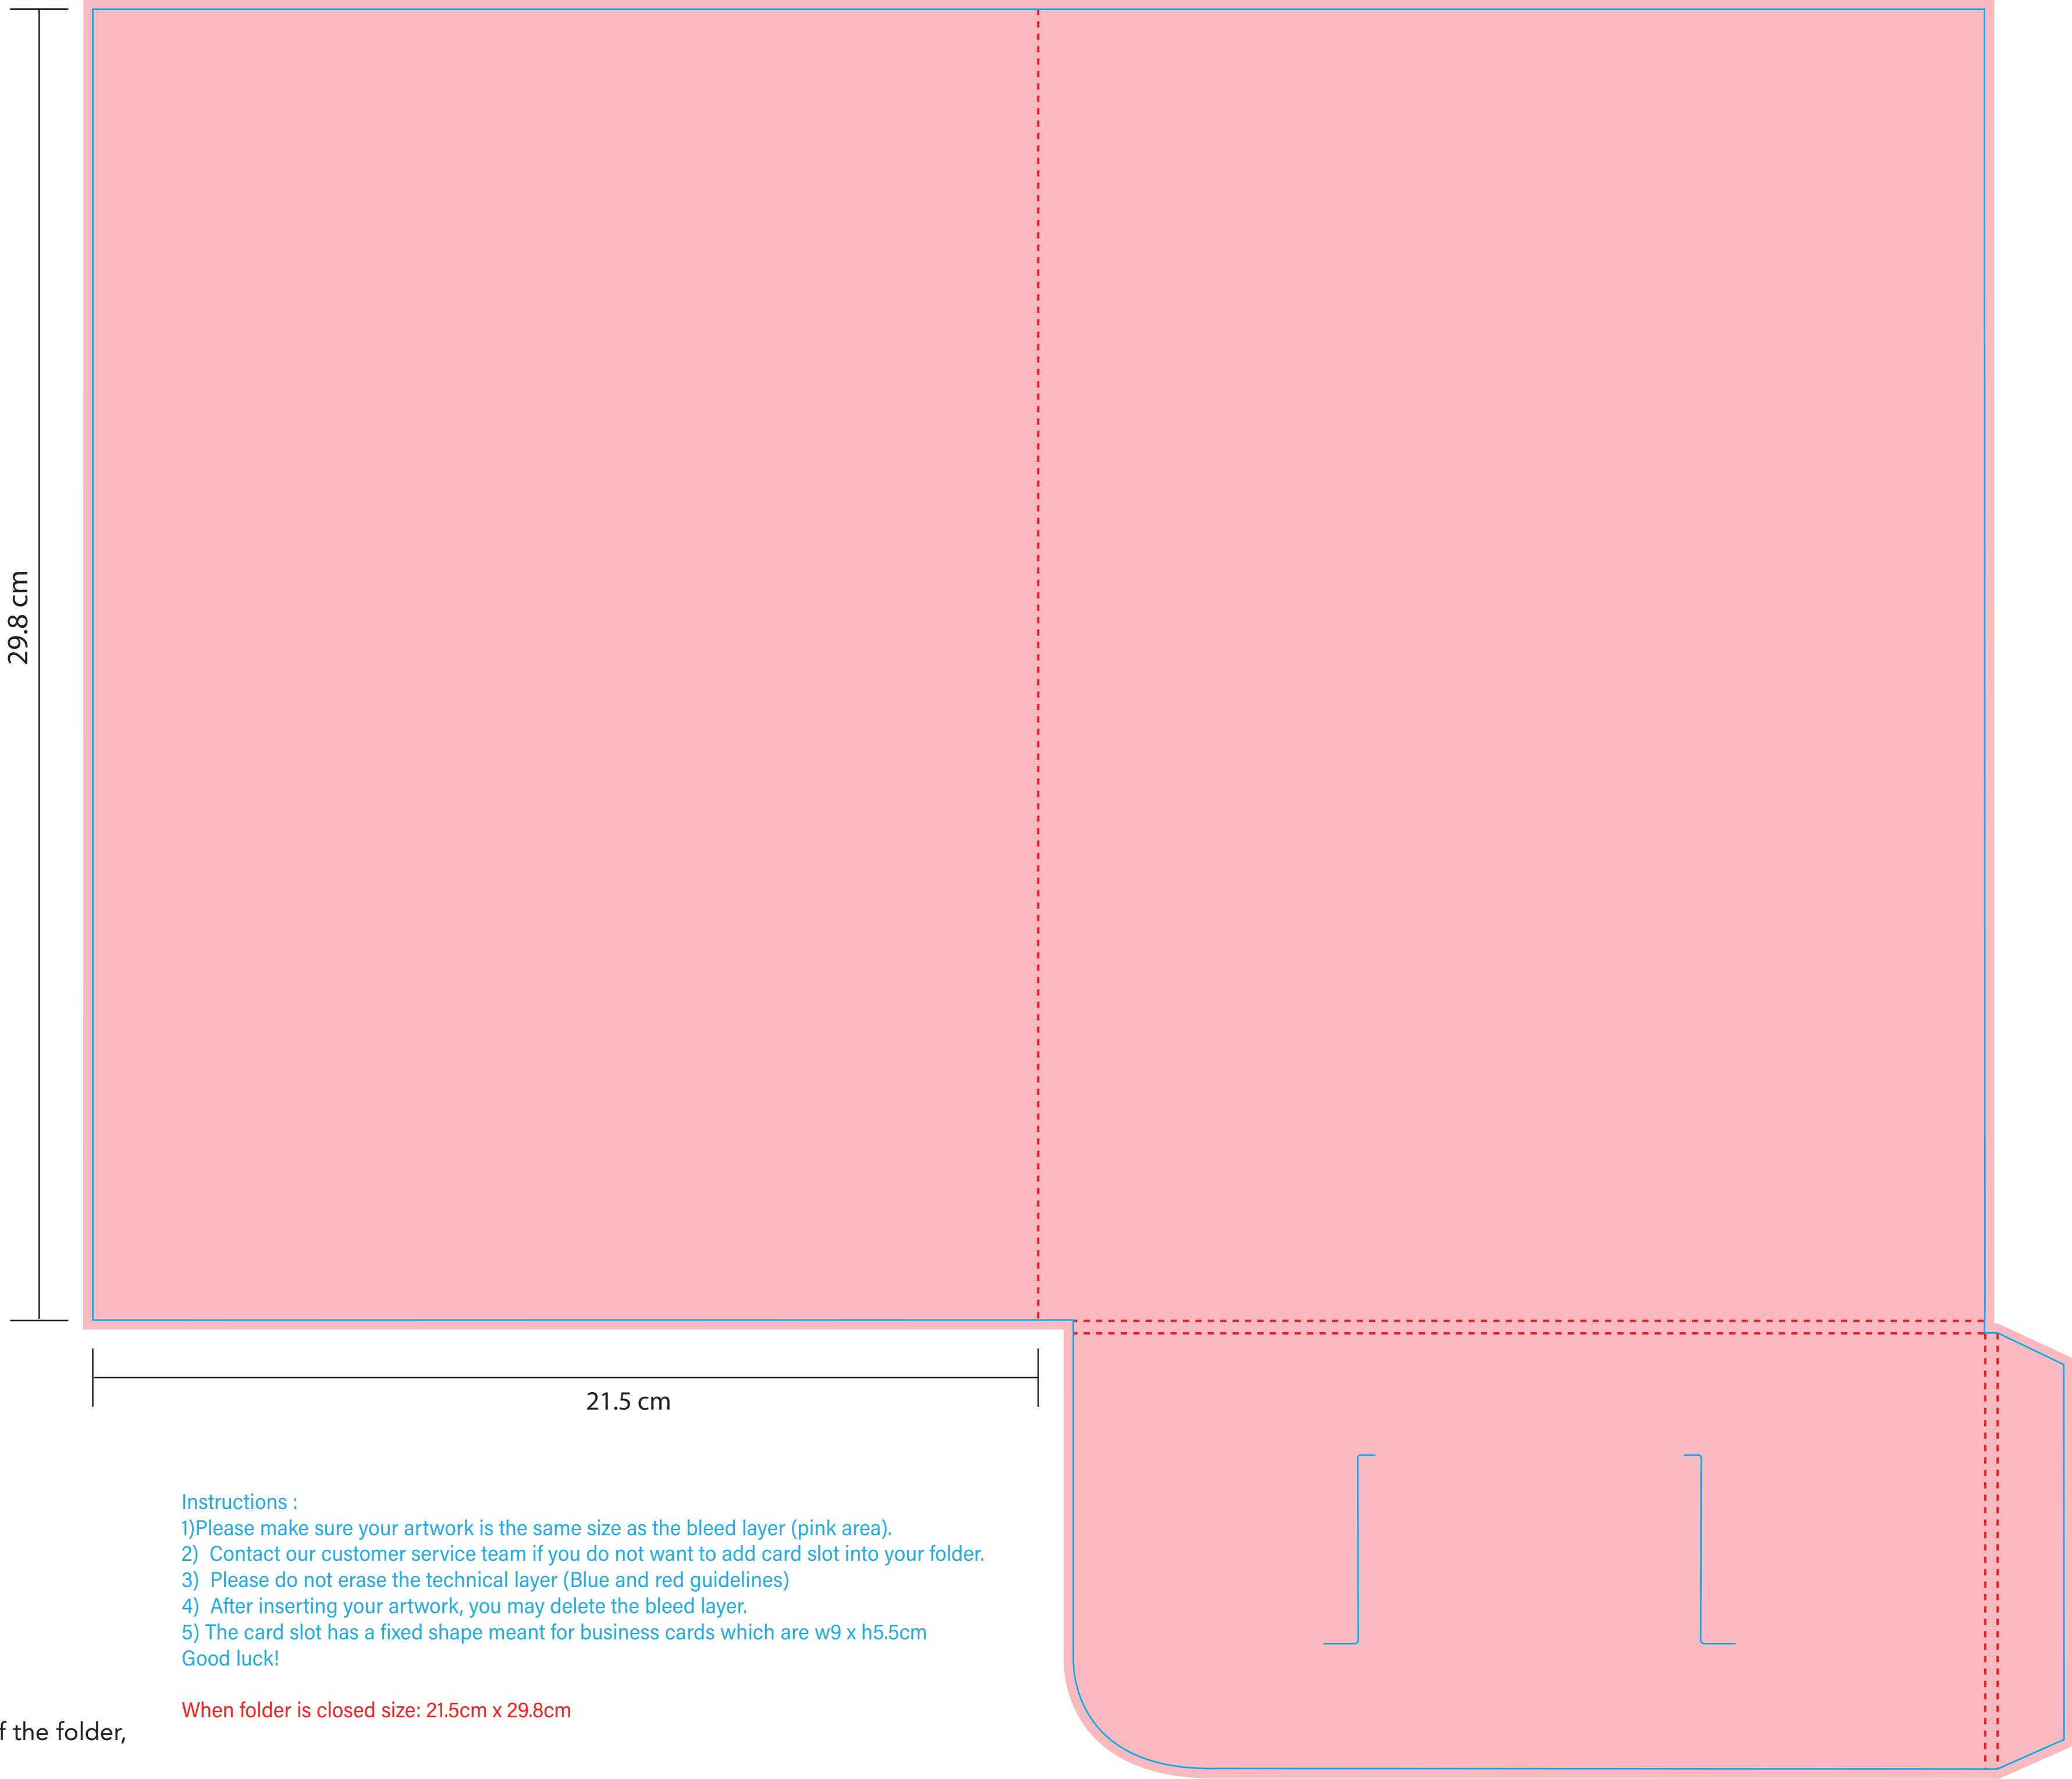 29.8 cm
21.5 cm
Instructions :
1)Please make sure your artwork is the same size as the bleed layer (pink area).
2)  Contact our customer service team if you do not want to add card slot into your folder.
3)  Please do not erase the technical layer (Blue and red guidelines)
4)  After inserting your artwork, you may delete the bleed layer.
5) The card slot has a fixed shape meant for business cards which are w9 x h5.5cm
Good luck!
When folder is closed size: 21.5cm x 29.8cm
f the folder,